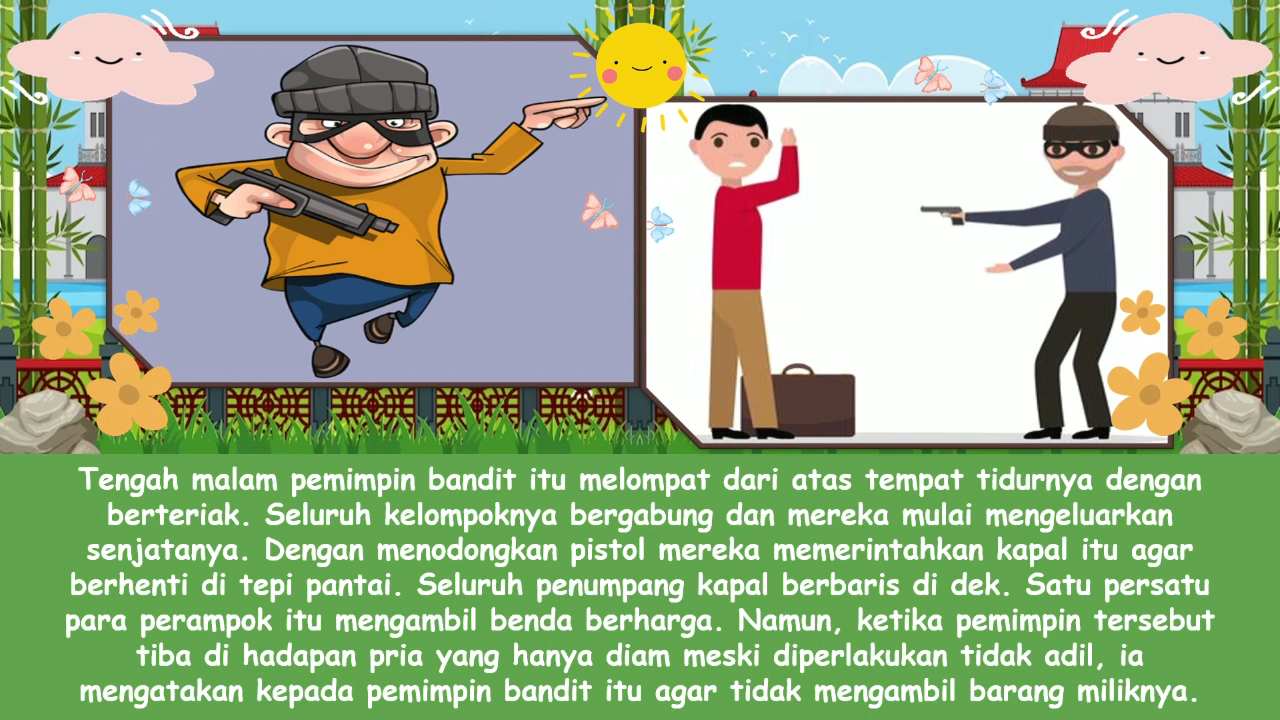 Tengah malam pemimpin bandit itu melompat dari atas tempat tidurnya dengan
berteriak. Seluruh kelompoknya bergabung dan mereka mulai mengeluarkan
senjatanya. Dengan menodongkan pistol mereka memerintahkan kapal itu agar
berhenti di tepi pantai. Seluruh penumpang kapal berbaris di dek. Satu persatu
para perampok itu mengambil benda berharga. Namun, ketika pemimpin tersebut
tiba di hadapan pria yang hanya diam meski diperlakukan tidak adil, ia
mengatakan kepada pemimpin bandit itu agar tidak mengambil barang miliknya.